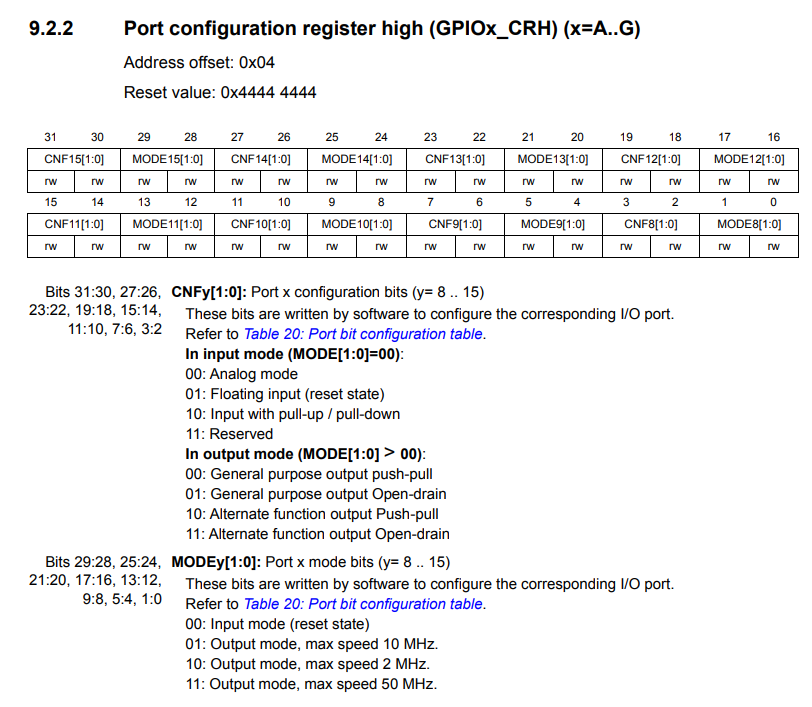 9.2.2 Port configuration register high (GPIOx_CRH) (x=A..G)
Address offset: 0x04
Reset value: 0x4444 4444
31 30 29 28 27 26 25 24 23 22 21 20 19 18 17 16
CNF15[1:0] MODE15[1:0] CNF14[1:0] MODE14[1:0] CNF13[1:0] MODE13[1:0] CNF12[1:0] MODE12[1:0]
rw rw rw rw rw rw rw rw rw rw rw rw rw rw rw rw
15 14 13 12 11 10 9 8 7 6 5 4 3 2 1 0
CNF11[1:0] MODE11[1:0] CNF10[1:0] MODE10[1:0] CNF9[1:0] MODE9[1:0] CNF8[1:0] MODE8[1:0]
rw rw rw rw rw rw rw rw rw rw rw rw rw rw rw rw
Bits 31:30, 27:26, CNFy[1:0]: Port x configuration bits (y= 8 .. 15)
23:22, 19:18, 15:14, These bits are written by software to configure the corresponding I/O port.
11:10, 7:6, 3:2 Refer to Table 20: Port bit configuration table.
In input mode (MODE[1:0]=00):
00: Analog mode
01: Floating input (reset state)
10: Input with pull-up / pull-down
11: Reserved
In output mode (MODE[1:0] > 00):
00: General purpose output push-pull
01: General purpose output Open-drain
10: Alternate function output Push-pull
11: Alternate function output Open-drain
Bits 29:28, 25:24, MODEy[1:0]: Port x mode bits (y= 8 .. 15)
21:20, 17:16, 13:12, These bits are written by software to configure the corresponding I/O port.
9:8, 5:4, 1:0 Refer to Table 20: Port bit configuration table.
00: Input mode (reset state)
01: Output mode, max speed 10 MHz.
10: Output mode, max speed 2 MHz.
11: Output mode, max speed 50 MHz.